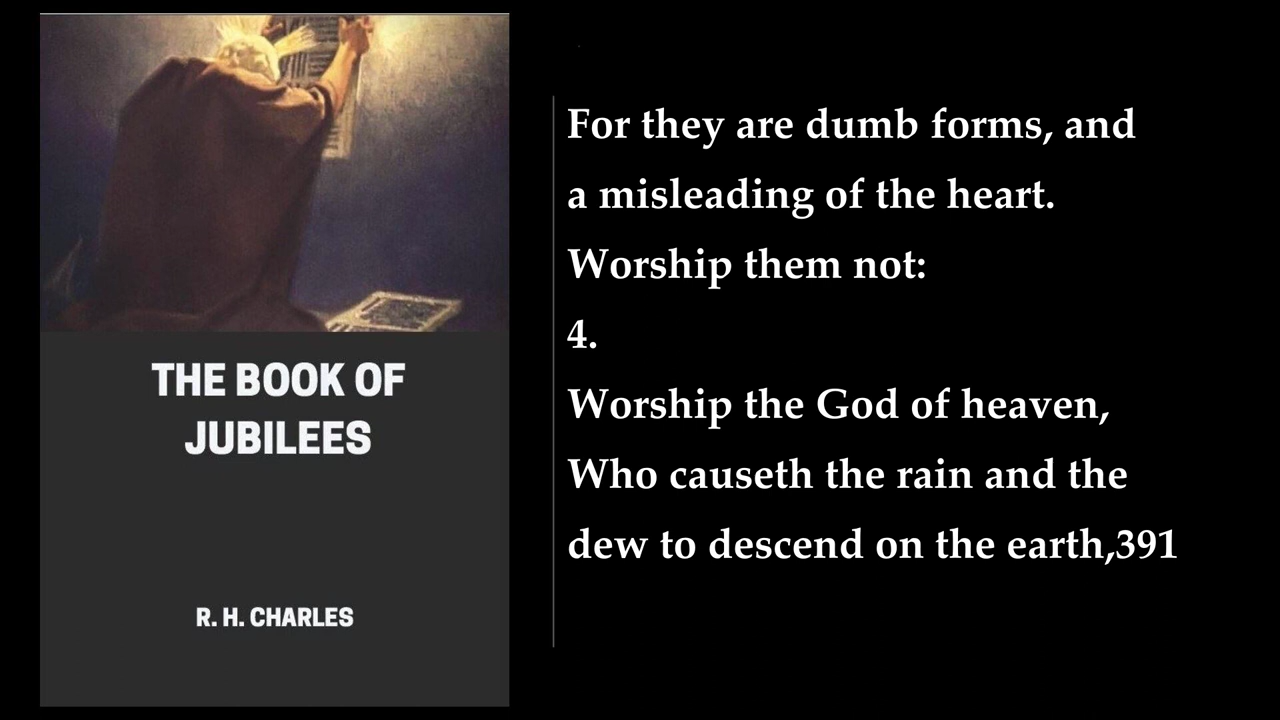 THE BOOK OF
JUBILEES
R. H. CHARLES
For they are dumb forms, and
a misleading of the heart.
Worship them not:
4.
Worship the God of heaven,
Who causeth the rain and the
dew to descend on the earth,391